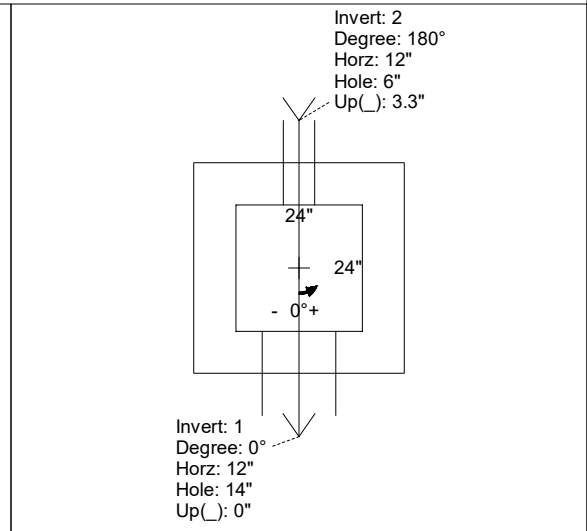 Invert: 2
Degree: 180°
Horz: 12"
Hole: 6"
Up(_): 3.3"
24"
24"
- 0°+
Invert: 1
Degree: 0°
Horz: 12"
Hole: 14"
Up(_): 0"